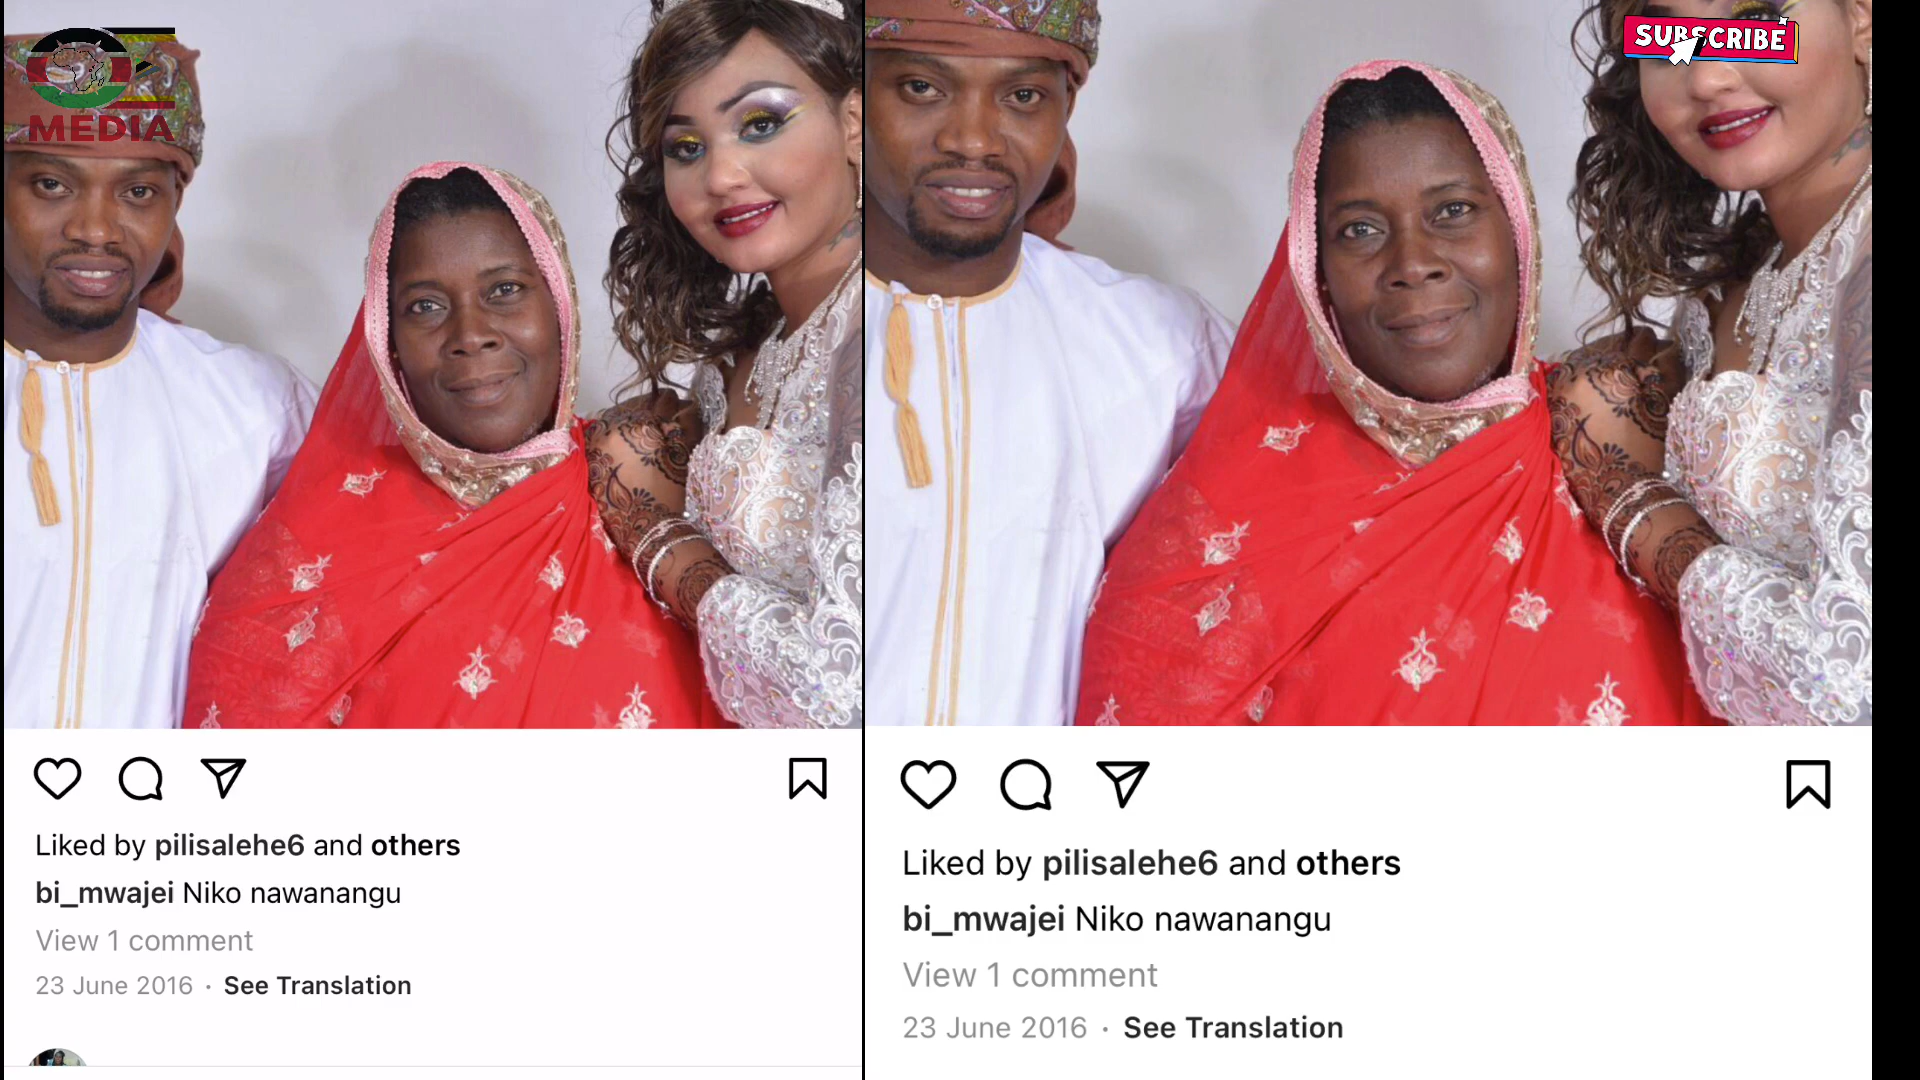 MEDIA
SUBSCRIBE
Liked by pilisalehe6 and others
bi_mwajei Niko nawanangu
View 1 comment
23 June 2016 · See Translation
Liked by pilisalehe6 and others
bi_mwajei Niko nawanangu
View 1 comment
23 June 2016 · See Translation